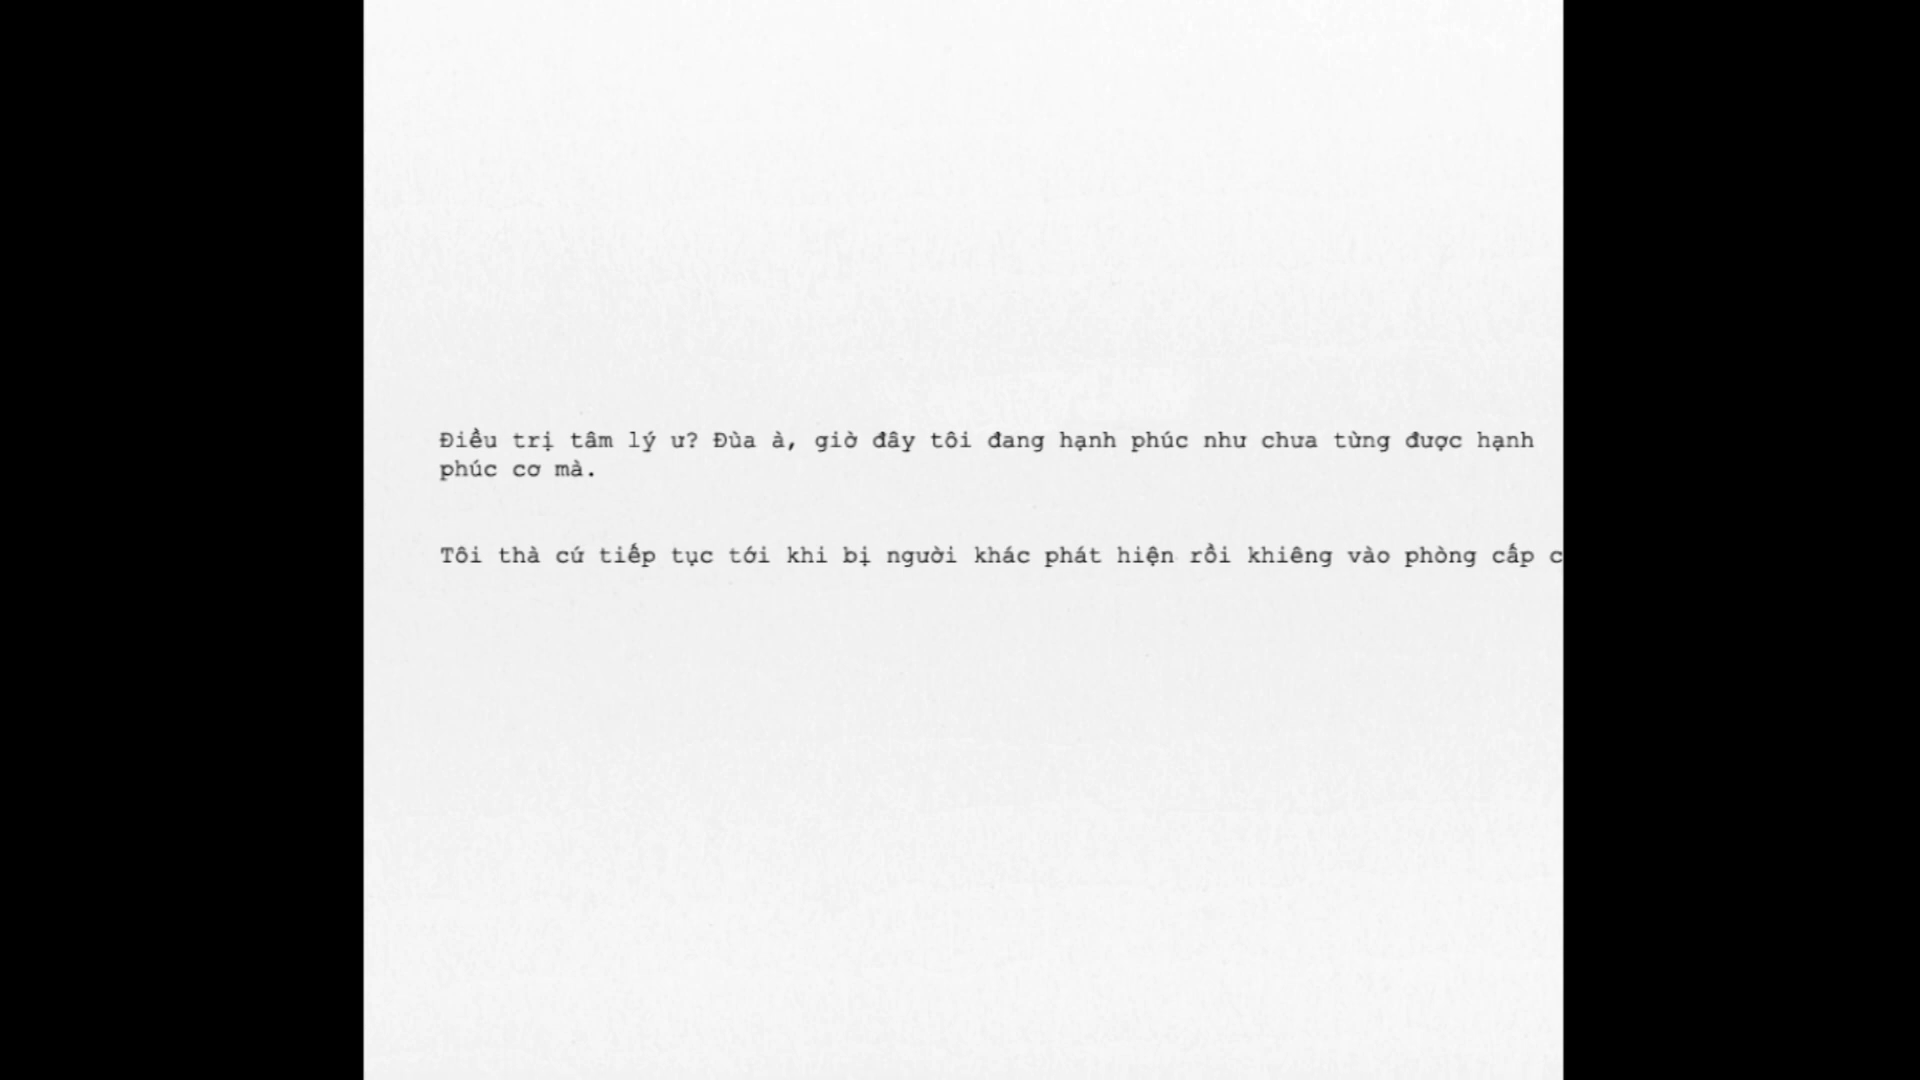 Điều trị tâm lý ư? Đùa à, giờ đây tôi đang hạnh phúc như chưa từng được hạnh
phúc cơ mà.
Tôi thà cứ tiếp tục tới khi bị người khác phát hiện rồi khiêng vào phòng cấp c